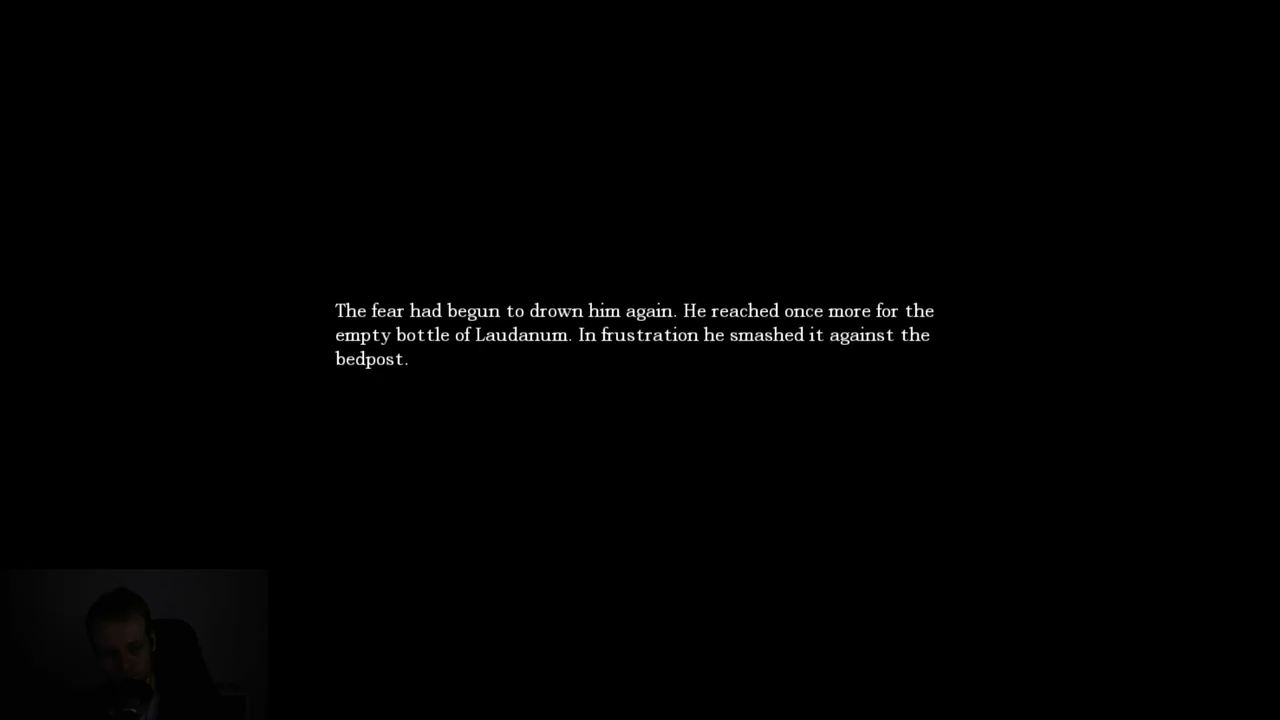 The fear had begun to drown him again. He reached once more for the
empty bottle of Laudanum. In frustration he smashed it against the
bedpost.